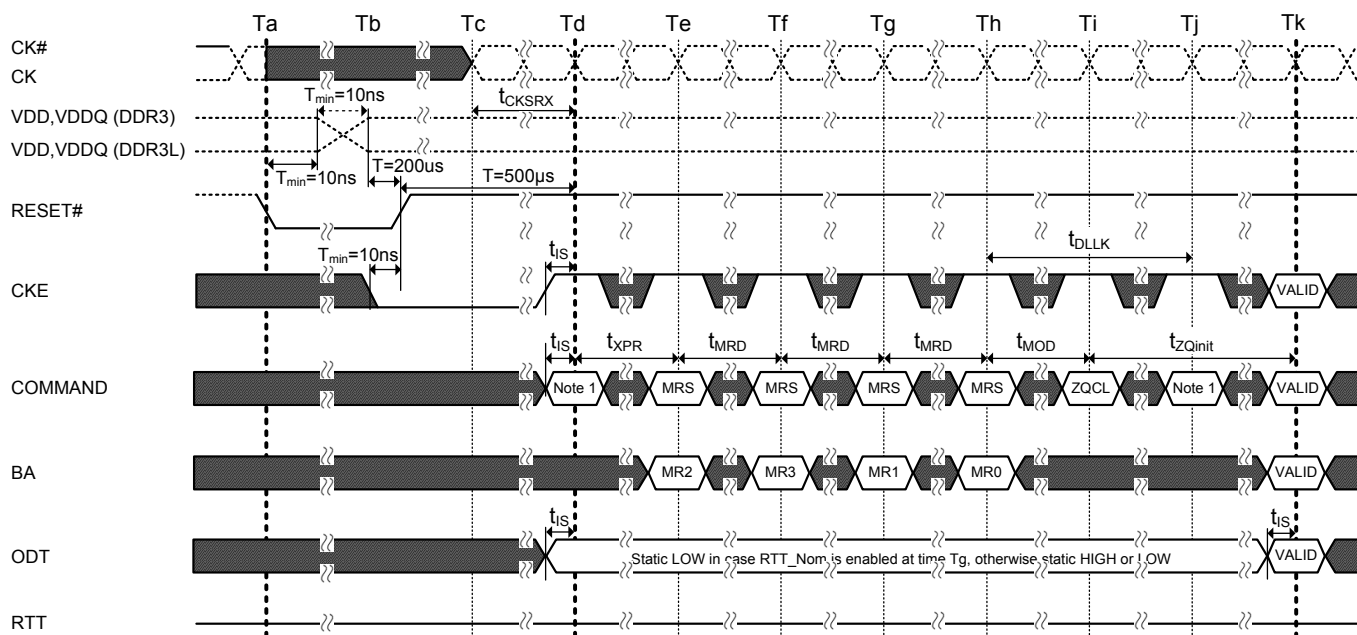 Ta Tb Tc Td Te Tf Tg Th Ti Tj Tk
CK#
CK
Tmin=10ns
tCKSRX
VDD,VDDQ (DDR3)
VDD,VDDQ (DDR3L)
Tmin=10ns
T=200us
T=500µs
RESET#
Tmin=10ns
tIS
tDLLK
CKE
VALID
tIS tXPR tMRD tMRD tMRD tMOD tZQinit
COMMAND Note 1 MRS MRS MRS MRS ZQCL Note 1 VALID
BA MR2 MR3 MR1 MR0 VALID
tIS tIS
ODT Static LOW in case RTT_Nom is enabled at time Tg, otherwise static HIGH or LOW VALID
RTT